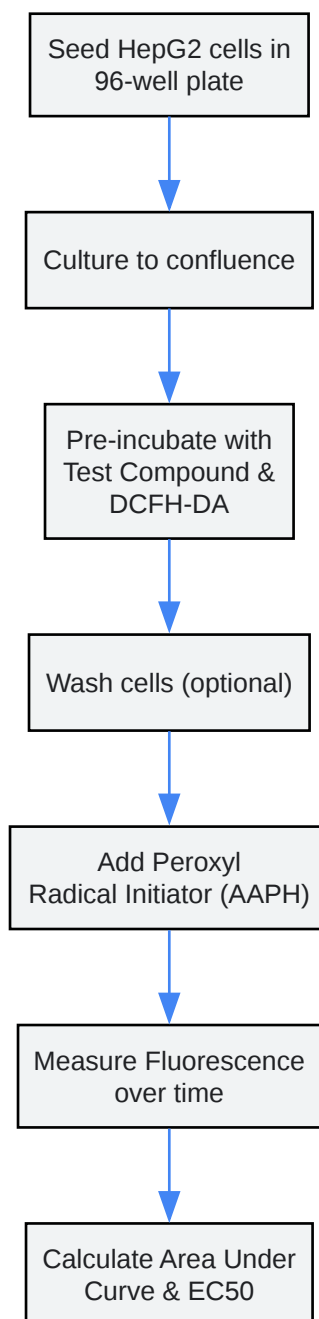 Seed HepG2 cells in
96-well plate
Culture to confluence
Pre-incubate with
Test Compound &
DCFH-DA
Wash cells (optional)
Add Peroxyl
Radical Initiator (AAPH)
Measure Fluorescence
over time
Calculate Area Under
Curve & EC50